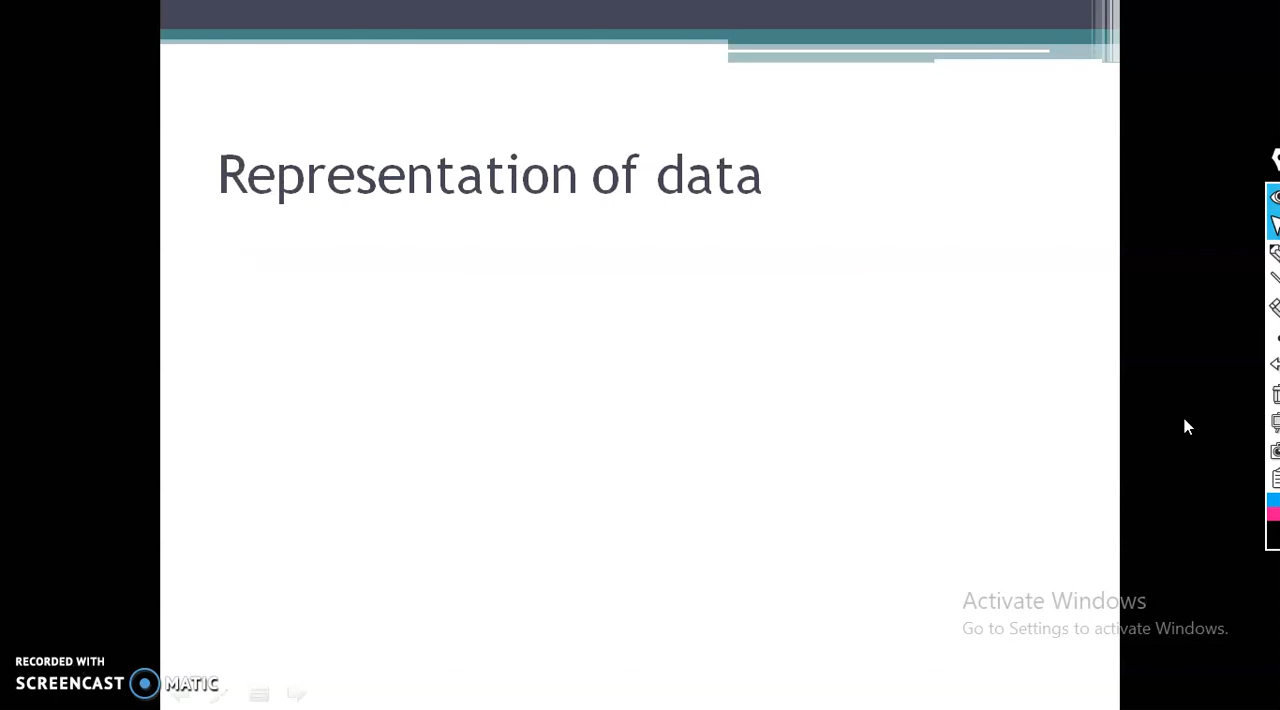 Representation of data
Activate Windows
Go to Settings to activate Windows.
RECORDED WITH
SCREENCAST MATIC